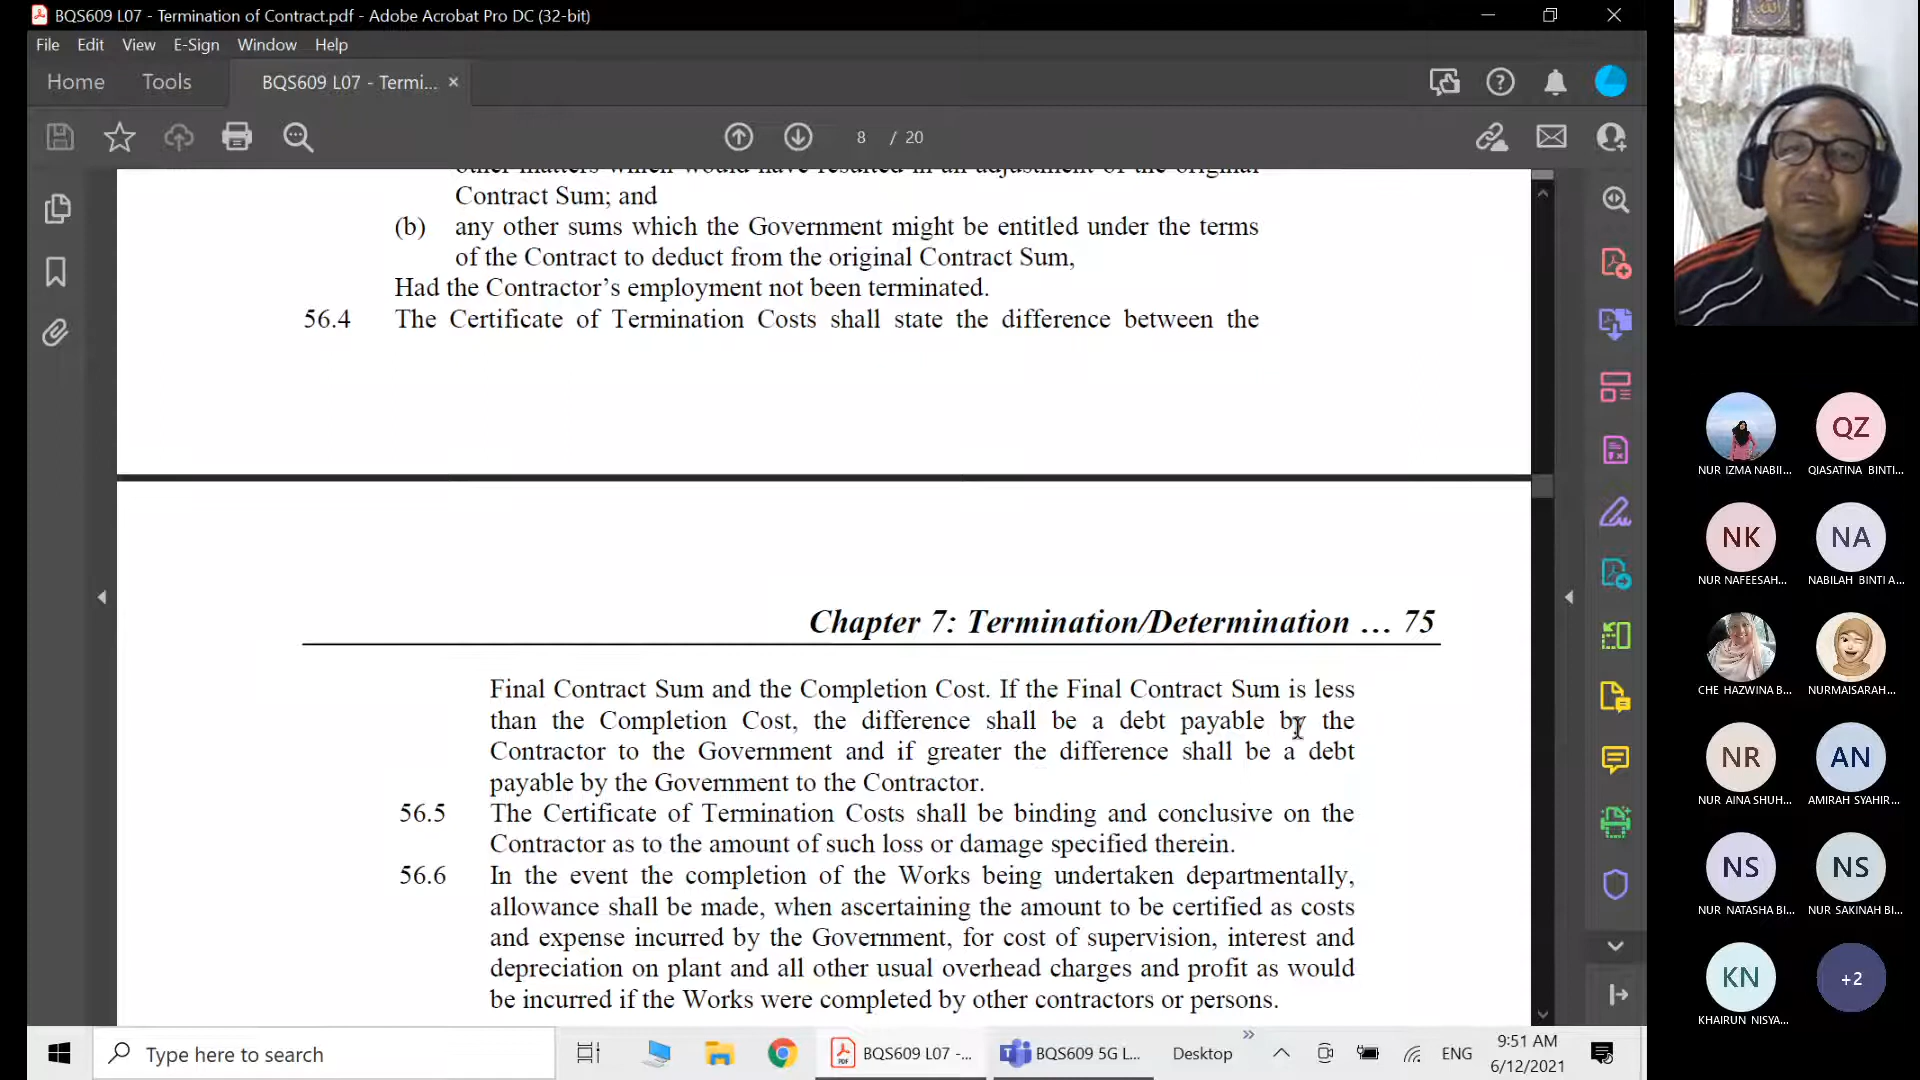 BQS609 L07 - Termination of Contract.pdf - Adobe Acrobat Pro DC (32-bit)
File Edit View E-Sign Window Help
Home Tools BQS609 L07 - Termi... ×
8 / 20
other matters which would have resulted in an adjustment of the original
Contract Sum; and
(b) any other sums which the Government might be entitled under the terms
of the Contract to deduct from the original Contract Sum,
Had the Contractor's employment not been terminated.
56.4 The Certificate of Termination Costs shall state the difference between the
Chapter 7: Termination/Determination ... 75
Final Contract Sum and the Completion Cost. If the Final Contract Sum is less
than the Completion Cost, the difference shall be a debt payable by the
Contractor to the Government and if greater the difference shall be a debt
payable by the Government to the Contractor.
56.5 The Certificate of Termination Costs shall be binding and conclusive on the
Contractor as to the amount of such loss or damage specified therein.
56.6 In the event the completion of the Works being undertaken departmentally,
allowance shall be made, when ascertaining the amount to be certified as costs
and expense incurred by the Government, for cost of supervision, interest and
depreciation on plant and all other usual overhead charges and profit as would
be incurred if the Works were completed by other contractors or persons.
QZ
NUR IZMA NABII... QIASATINA BINTI...
NK NA
NUR NAFEESAH... NABILAH BINTI A...
CHE HAZWINA B... NURMAISARAH...
NR AN
NUR AINA SHUH... AMIRAH SYAHIR...
NS NS
NUR NATASHA BI... NUR SAKINAH BI...
KN +2
KHAIRUN NISYA...
Type here to search
BQS609 L07 -...
BQS609 5G L...
Desktop
ENG
9:51 AM
6/12/2021